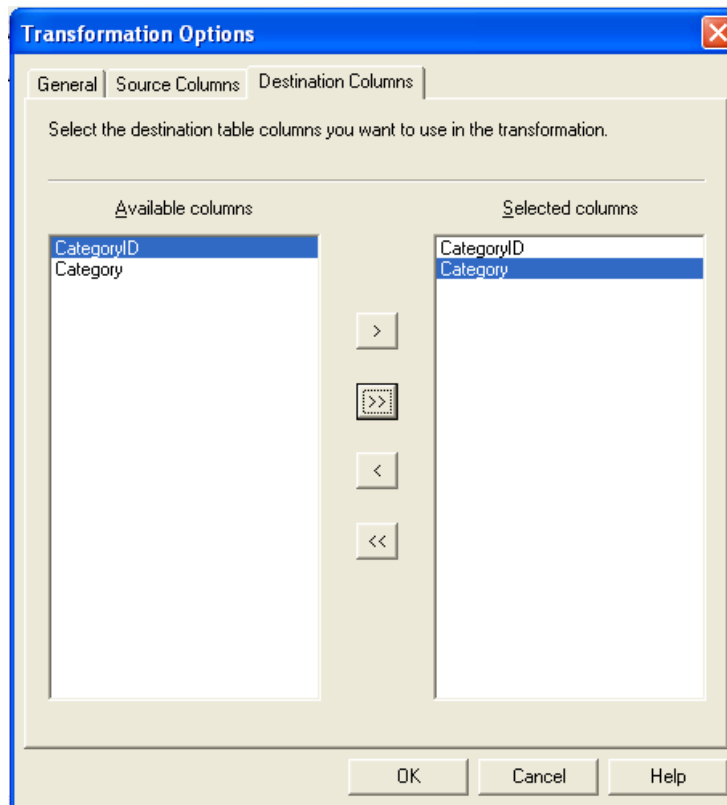 Transformation Options
General Source Columns Destination Columns
Select the destination table columns you want to use in the transformation.
Available columns Selected columns
CategoryID CategoryID
Category Category
>
>>
<
<<
OK Cancel Help